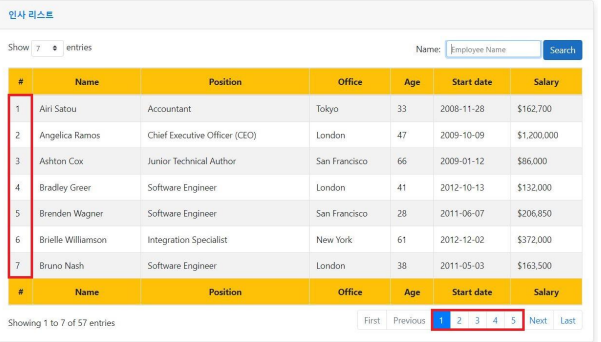 인사 리스트
Show 7 entries Name: Employee Name Search
# Name Position Office Age Start date Salary
1 Airi Satou Accountant Tokyo 33 2008-11-28 $162,700
2 Angelica Ramos Chief Executive Officer (CEO) London 47 2009-10-09 $1,200,000
3 Ashton Cox Junior Technical Author San Francisco 66 2009-01-12 $86,000
4 Bradley Greer Software Engineer London 41 2012-10-13 $132,000
5 Brenden Wagner Software Engineer San Francisco 28 2011-06-07 $206,850
6 Brielle Williamson Integration Specialist New York 61 2012-12-02 $372,000
7 Bruno Nash Software Engineer London 38 2011-05-03 $163,500
# Name Position Office Age Start date Salary
Showing 1 to 7 of 57 entries First Previous 1 2 3 4 5 Next Last